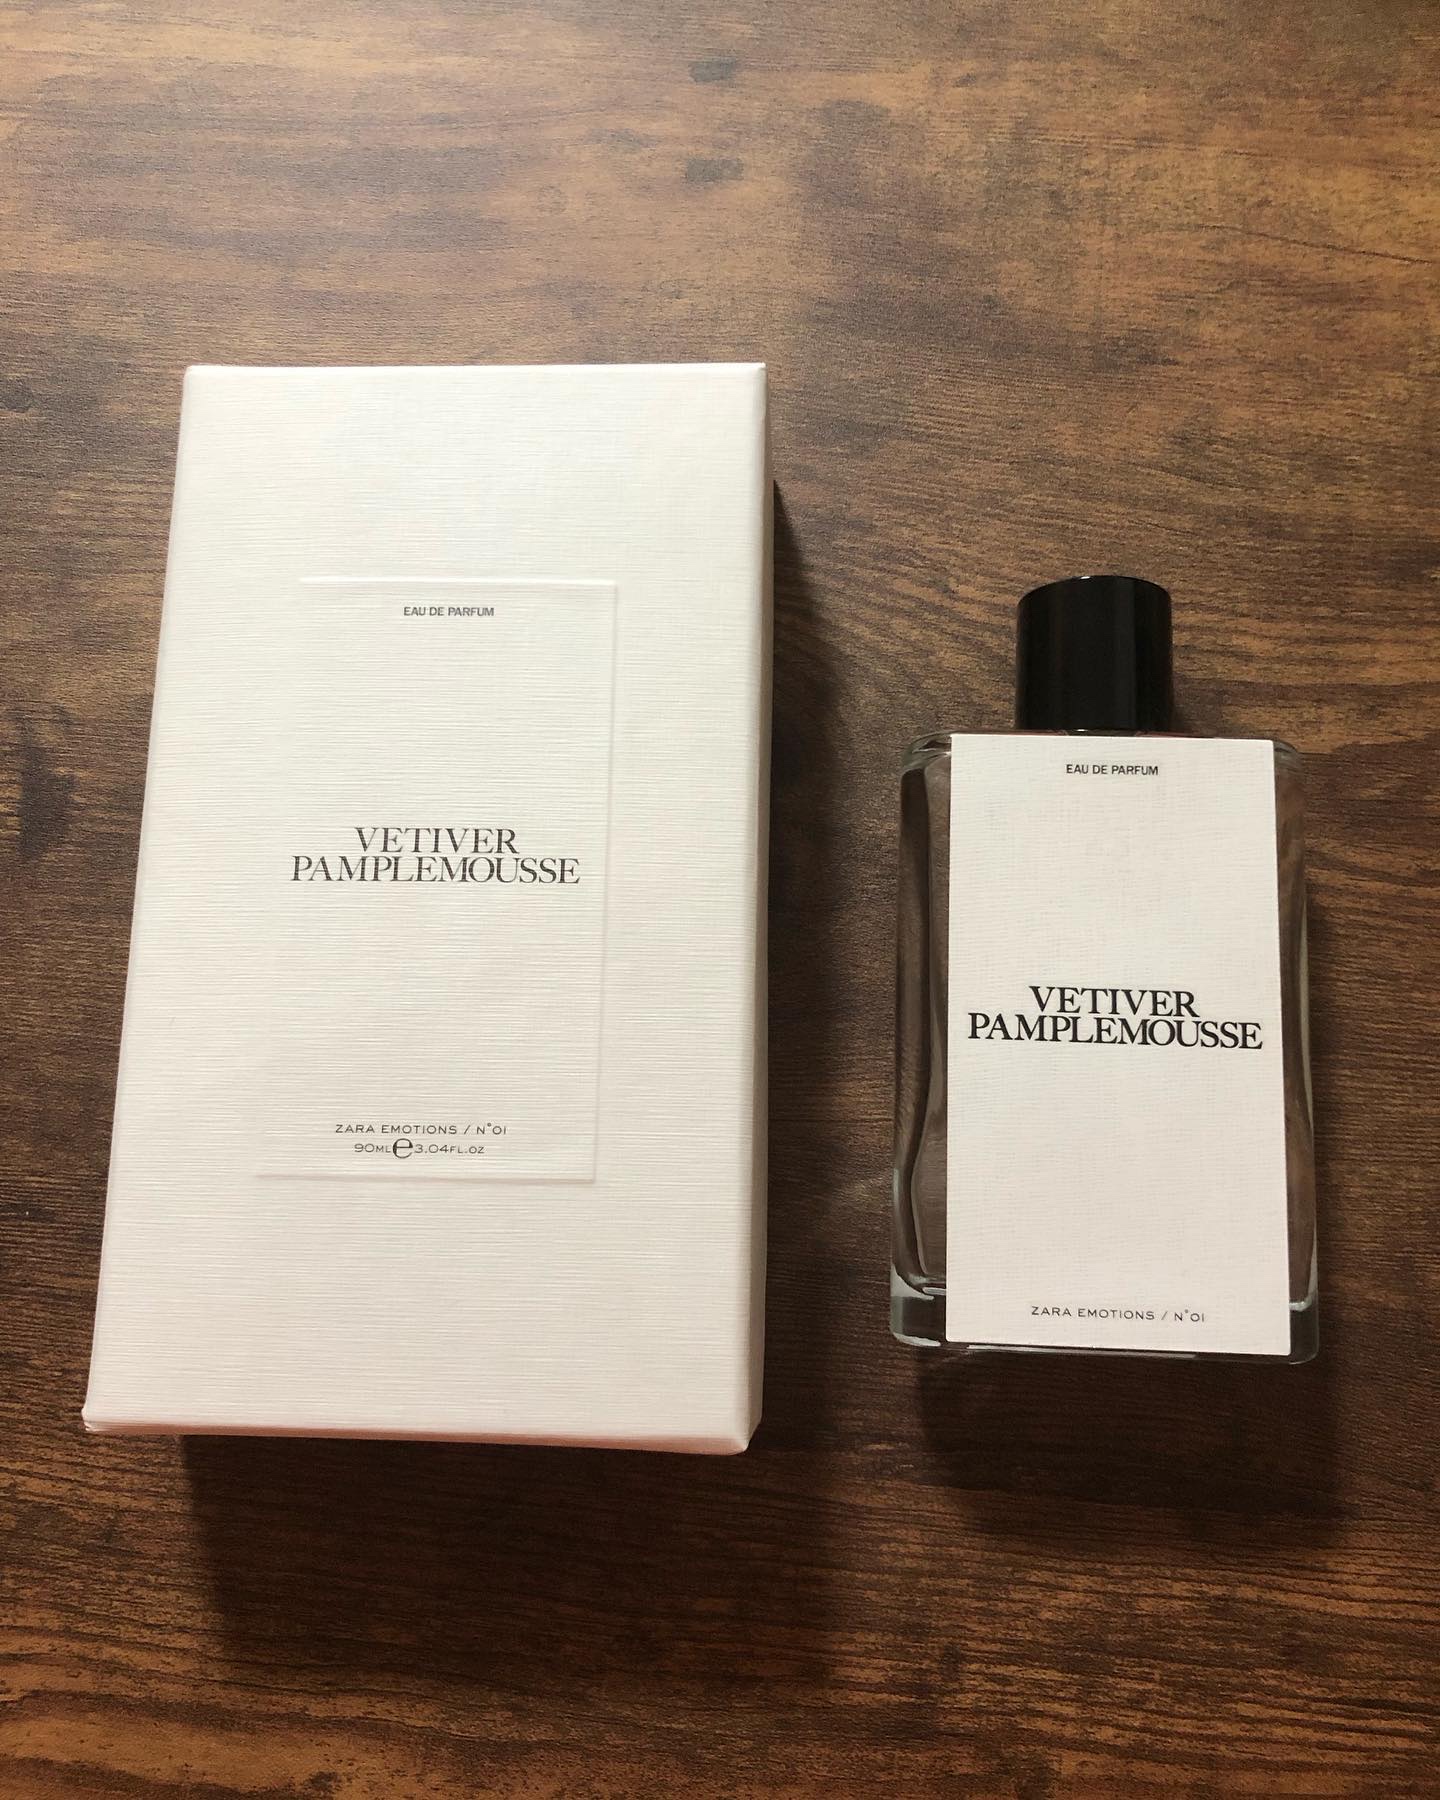 EAU DE PARFUM
VETIVER
PAMPLEMOUSSE
ZARA EMOTIONS / N°01
90ML ℮ 3.04FL.OZ
EAU DE PARFUM
VETIVER
PAMPLEMOUSSE
ZARA EMOTIONS / N°01